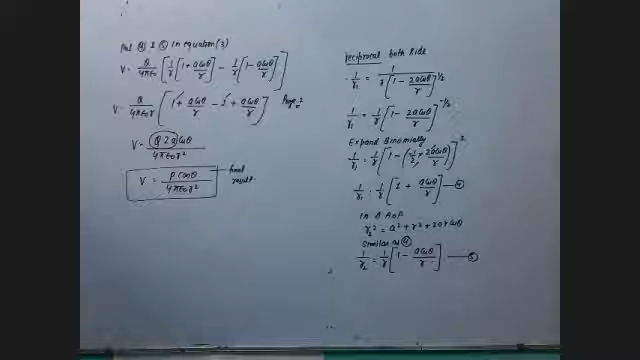 Put ④ & ⑤ in equation (3)
V = Q/4πε₀ [1/r [1 + a cosθ/r] - 1/r [1 - a cosθ/r]]
V = Q/4πε₀r [1 + a cosθ/r - 1 + a cosθ/r] Page 2
V = Q 2a cosθ / 4πε₀r²
V = P cosθ / 4πε₀r² final result.
reciprocal both side
1/r₁ = 1 / r[1 - 2a cosθ/r]^1/2
1/r₁ = 1/r [1 - 2a cosθ/r]^-1/2
Expand Binomially
1/r₁ = 1/r [1 - (-1/2) × 2a cosθ/r]
1/r₁ = 1/r [1 + a cosθ/r] — ④
In Δ AOP
r₂² = a² + r² + 2ar cosθ
Similar as ④
1/r₂ = 1/r [1 - a cosθ/r] — ⑤